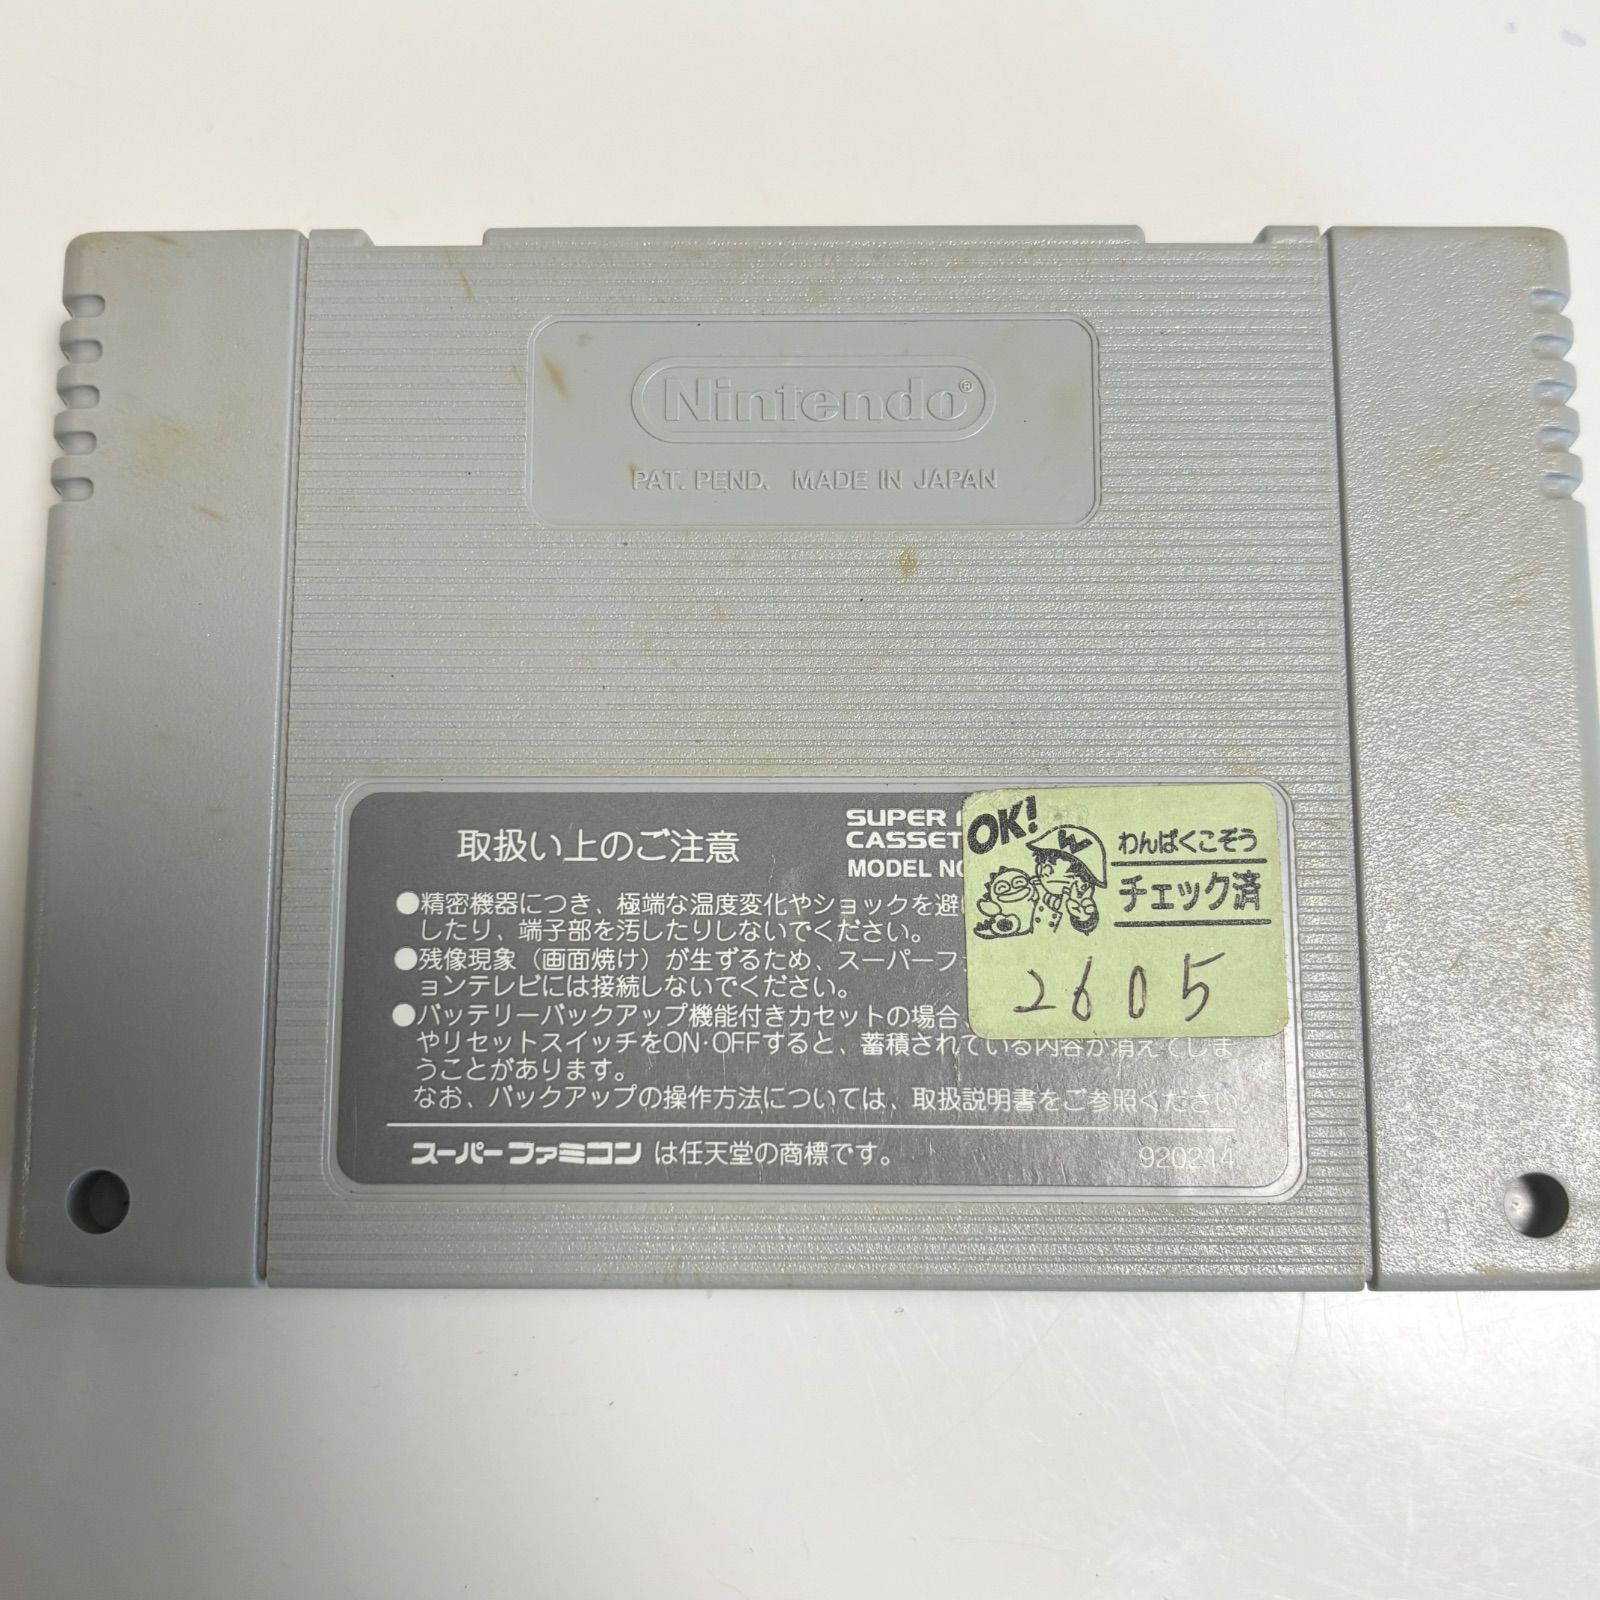 Nintendo®
PAT. PEND. MADE IN JAPAN
取扱い上のご注意
SUPER
CASSET
MODEL NO
●精密機器につき、極端な温度変化やショックを避
したり、端子部を汚したりしないでください。
●残像現象（画面焼け）が生ずるため、スーパーフ
ョンテレビには接続しないでください。
●バッテリーバックアップ機能付きカセットの場合、
やリセットスイッチをON・OFFすると、蓄積されている内容が消えてしま
うことがあります。
なお、バックアップの操作方法については、取扱説明書をご参照ください。
スーパーファミコン は任天堂の商標です。
920214
OK!
W
わんぱくこぞう
チェック済
2605